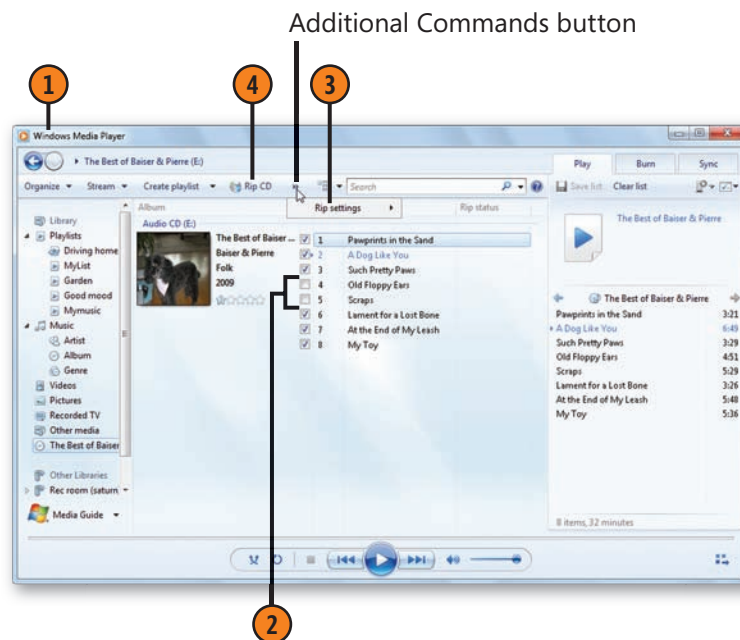 Additional Commands button
1
4
3
Windows Media Player
The Best of Baiser & Pierre (E:)
Play Burn Sync
Organize Stream Create playlist Rip CD » Search
Save list Clear list
Rip settings
Album Rip status
Audio CD (E:)
The Best of Baiser ...
Baiser & Pierre
Folk
2009
1 Pawprints in the Sand
2 A Dog Like You
3 Such Pretty Paws
4 Old Floppy Ears
5 Scraps
6 Lament for a Lost Bone
7 At the End of My Leash
8 My Toy
Library
Playlists
Driving home
MyList
Garden
Good mood
Mymusic
Music
Artist
Album
Genre
Videos
Pictures
Recorded TV
Other media
The Best of Baiser
Other Libraries
Rec room (saturn
Media Guide
The Best of Baiser & Pierre
The Best of Baiser & Pierre
Pawprints in the Sand 3:21
A Dog Like You 6:49
Such Pretty Paws 3:29
Old Floppy Ears 4:51
Scraps 5:29
Lament for a Lost Bone 3:26
At the End of My Leash 5:48
My Toy 5:36
8 items, 32 minutes
2